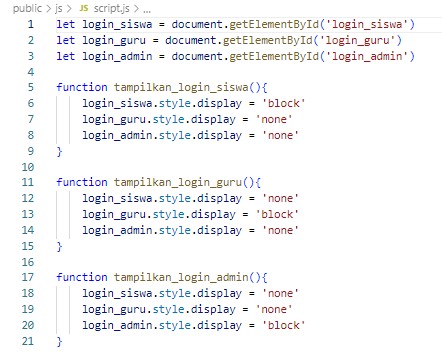 public > js > JS script.js > ...
1 let login_siswa = document.getElementById('login_siswa')
2 let login_guru = document.getElementById('login_guru')
3 let login_admin = document.getElementById('login_admin')
4
5 function tampilkan_login_siswa(){
6     login_siswa.style.display = 'block'
7     login_guru.style.display = 'none'
8     login_admin.style.display = 'none'
9 }
10
11 function tampilkan_login_guru(){
12     login_siswa.style.display = 'none'
13     login_guru.style.display = 'block'
14     login_admin.style.display = 'none'
15 }
16
17 function tampilkan_login_admin(){
18     login_siswa.style.display = 'none'
19     login_guru.style.display = 'none'
20     login_admin.style.display = 'block'
21 }